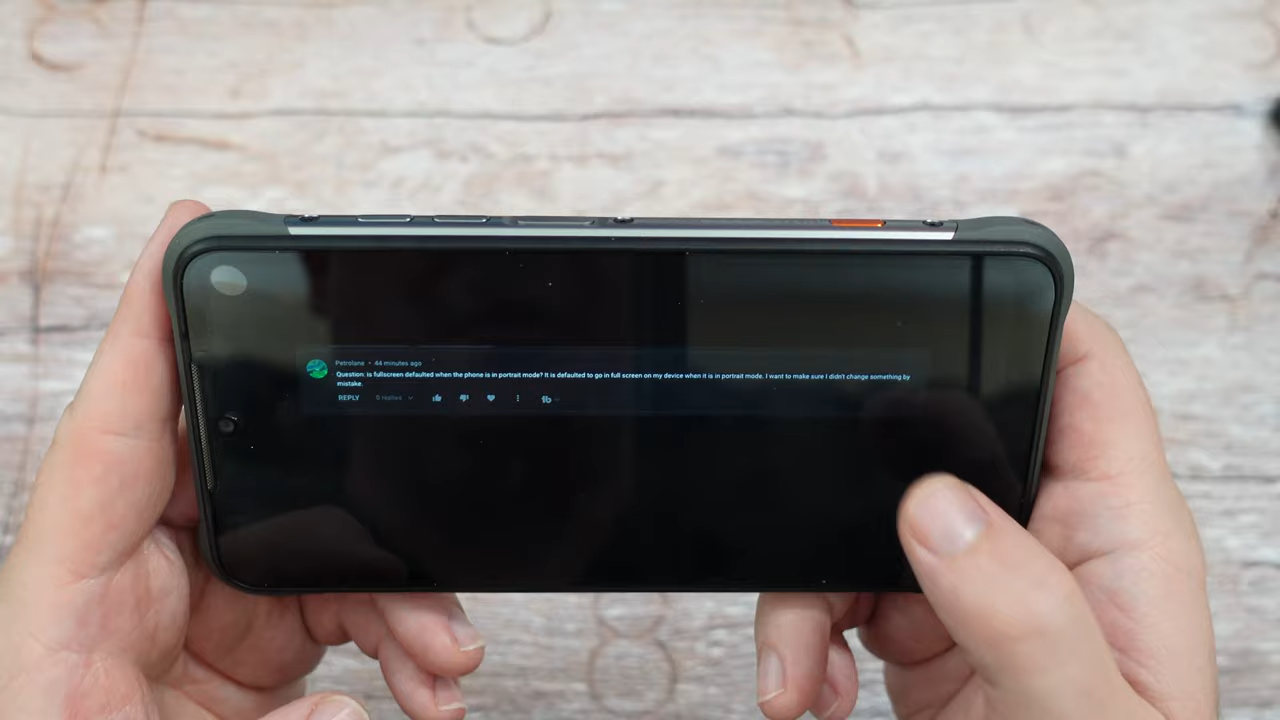 Petrolane • 44 minutes ago
Question: is fullscreen defaulted when the phone is in portrait mode? It is defaulted to go in full screen on my device when it is in portrait mode. I want to make sure I didn't change something by
mistake.
REPLY 5 replies